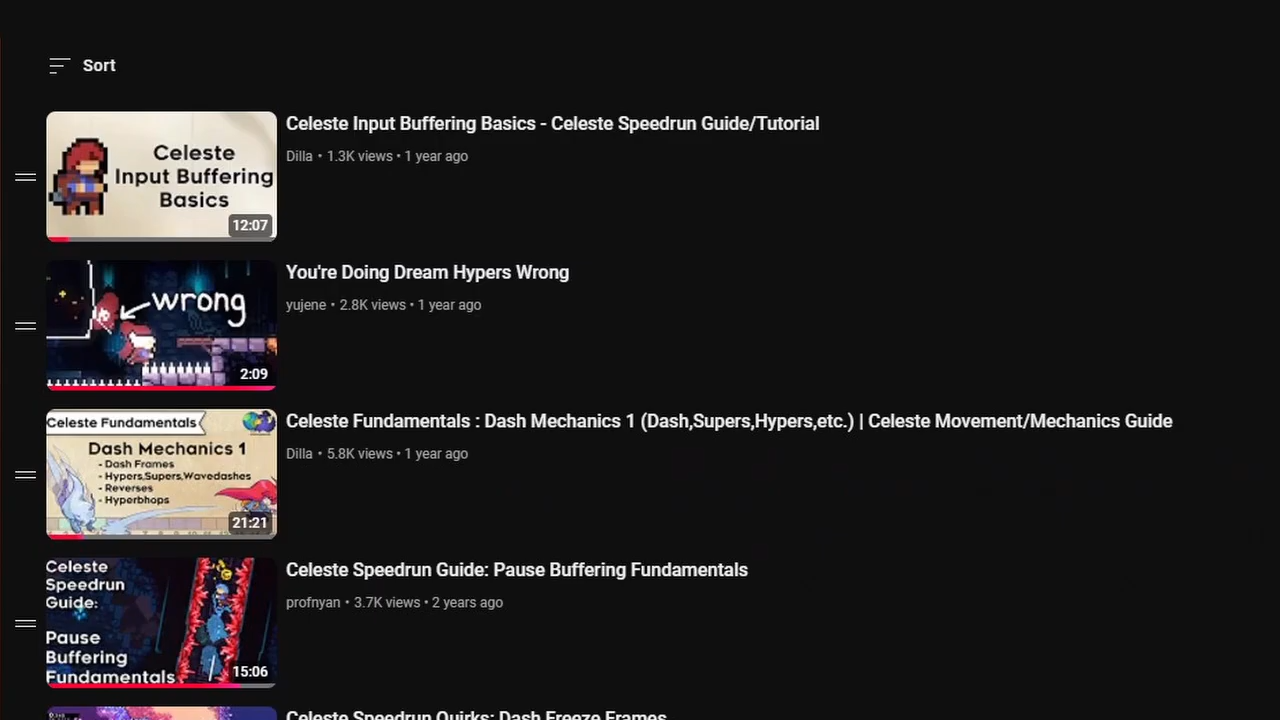 Sort
Celeste
Input Buffering
Basics
12:07
Celeste Input Buffering Basics - Celeste Speedrun Guide/Tutorial
Dilla • 1.3K views • 1 year ago
wrong
2:09
You're Doing Dream Hypers Wrong
yujene • 2.8K views • 1 year ago
Celeste Fundamentals
Dash Mechanics 1
- Dash Frames
- Hypers,Supers,Wavedashes
- Reverses
- Hyperbhops
21:21
Celeste Fundamentals : Dash Mechanics 1 (Dash,Supers,Hypers,etc.) | Celeste Movement/Mechanics Guide
Dilla • 5.8K views • 1 year ago
Celeste
Speedrun
Guide:
Pause
Buffering
Fundamentals
15:06
Celeste Speedrun Guide: Pause Buffering Fundamentals
profnyan • 3.7K views • 2 years ago
Celeste Speedrun Quirks: Dash Freeze Frames